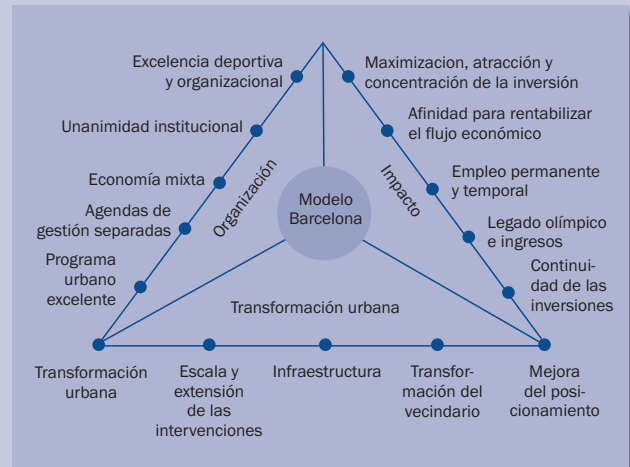 Excelencia deportiva
y organizacional
Maximizacion, atracción y
concentración de la inversión
Unanimidad institucional
Afinidad para rentabilizar
el flujo económico
Economía mixta
Empleo permanente
y temporal
Agendas de
gestión separadas
Legado olímpico
e ingresos
Programa
urbano
excelente
Continui-
dad de las
inversiones
Organización
Impacto
Modelo
Barcelona
Transformación urbana
Transformación
urbana
Escala y
extensión
de las
intervenciones
Infraestructura
Transfor-
mación del
vecindario
Mejora
del posi-
cionamiento